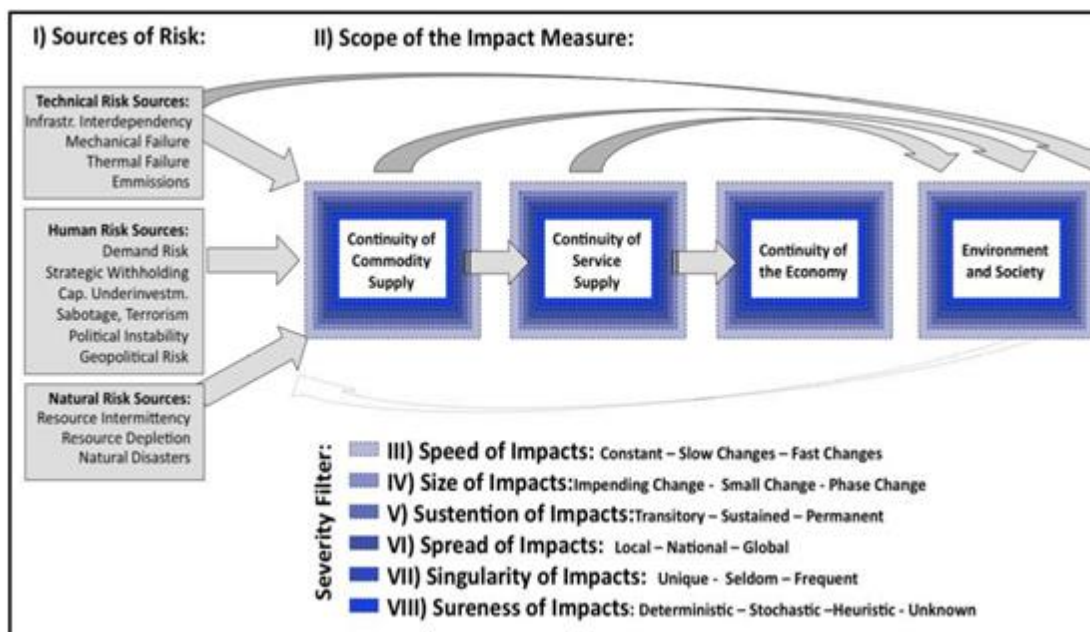 I) Sources of Risk:
II) Scope of the Impact Measure:
Technical Risk Sources:
Infrastr. Interdependency
Mechanical Failure
Thermal Failure
Emmissions
Human Risk Sources:
Demand Risk
Strategic Withholding
Cap. Underinvestm.
Sabotage, Terrorism
Political Instability
Geopolitical Risk
Natural Risk Sources:
Resource Intermittency
Resource Depletion
Natural Disasters
Continuity of
Commodity
Supply
Continuity of
Service
Supply
Continuity of
the Economy
Environment
and Society
Severity Filter:
III) Speed of Impacts: Constant – Slow Changes – Fast Changes
IV) Size of Impacts:Impending Change - Small Change - Phase Change
V) Sustention of Impacts:Transitory – Sustained – Permanent
VI) Spread of Impacts: Local – National – Global
VII) Singularity of Impacts: Unique - Seldom – Frequent
VIII) Sureness of Impacts: Deterministic – Stochastic –Heuristic - Unknown